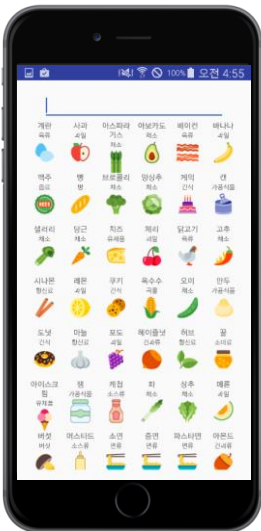 100% 오전 4:55
계란 사과 아스파라거스 아보카도 베이컨 바나나
육류 과일 채소 채소 육류 과일
맥주 빵 브로콜리 양상추 케익 캔
음료 빵 채소 채소 간식 가공식품
샐러리 당근 치즈 체리 닭고기 고추
채소 채소 유제품 과일 육류 채소
시나몬 레몬 쿠키 옥수수 오이 만두
향신료 과일 간식 곡물 채소 가공식품
도넛 마늘 포도 헤이즐넛 허브 꿀
간식 향신료 과일 견과류 향신료
아이스크림 잼 케첩 파 상추 메론
유제품 가공식품 소스류 채소 채소 과일
버섯 머스타드 소면 중면 파스타면 아몬드
버섯 소스류 면류 면류 면류 견과류